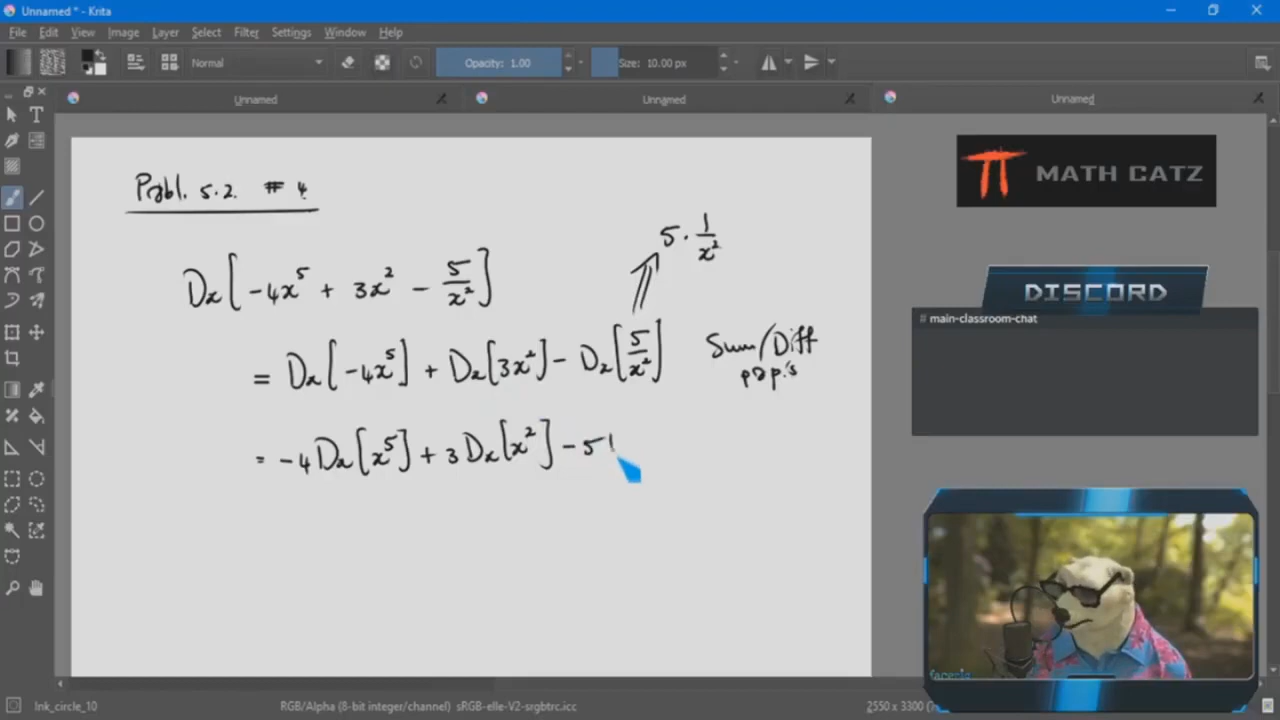 Unnamed * - Krita
File Edit View Image Layer Select Filter Settings Window Help
Normal Opacity: 1.00 Size: 10.00 px
Unnamed Unnamed Unnamed
π MATH CATZ
Probl. 5.2. # 4.
5 · 1/x²
Dx[-4x⁵ + 3x² - 5/x²]
DISCORD
# main-classroom-chat
= Dx[-4x⁵] + Dx[3x²] - Dx[5/x²] Sum/Diff
prop's
= -4Dx[x⁵] + 3Dx[x²] - 5
Ink_circle_10 RGB/Alpha (8-bit integer/channel) sRGB-elle-V2-srgbtrc.icc